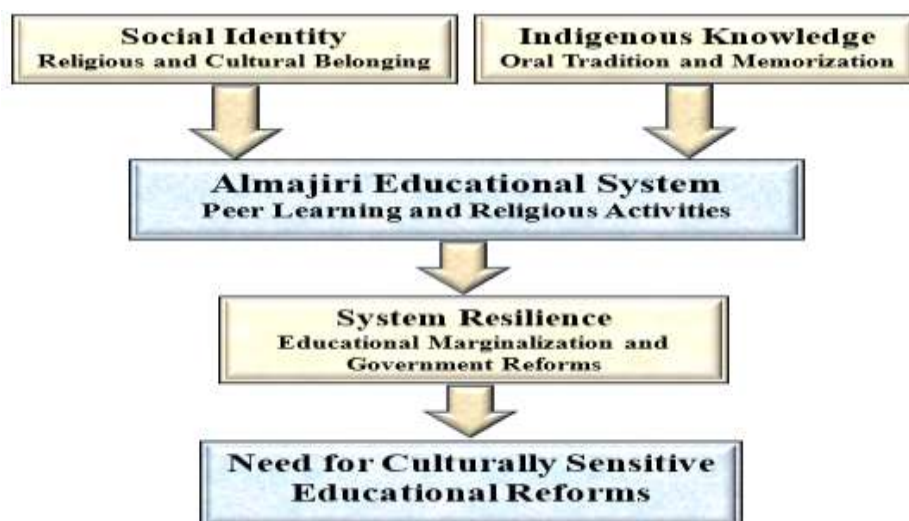 Social Identity
Religious and Cultural Belonging
Indigenous Knowledge
Oral Tradition and Memorization
Almajiri Educational System
Peer Learning and Religious Activities
System Resilience
Educational Marginalization and
Government Reforms
Need for Culturally Sensitive
Educational Reforms